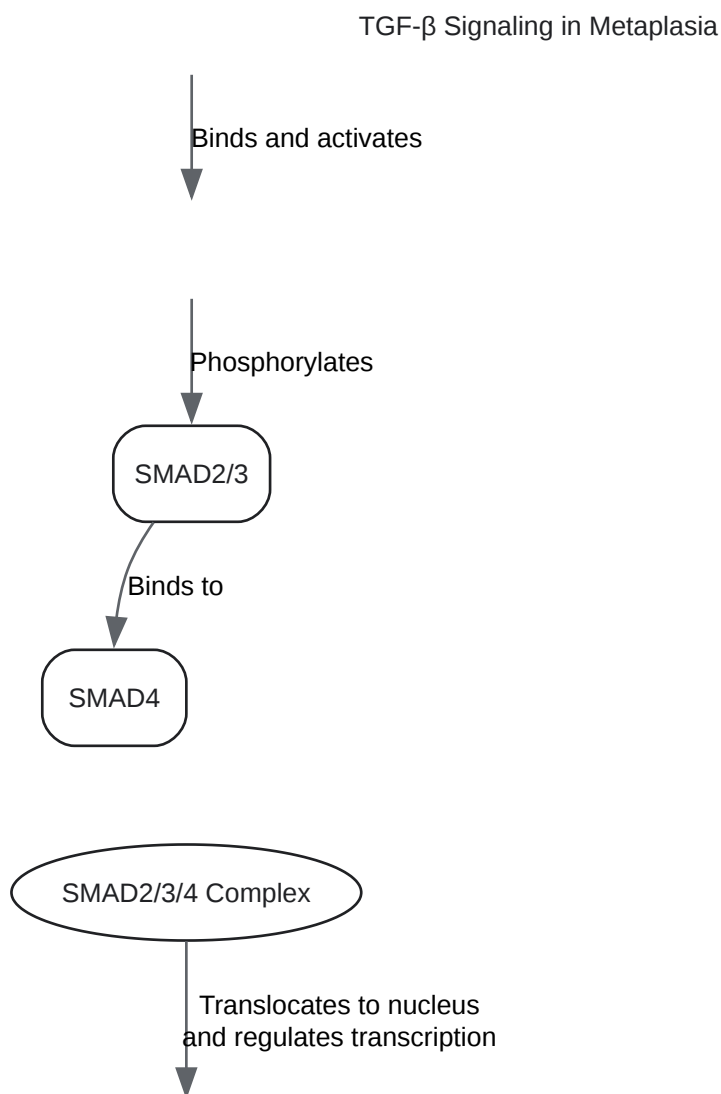 TGF-β Signaling in Metaplasia
Binds and activates
Phosphorylates
SMAD2/3
Binds to
SMAD4
SMAD2/3/4 Complex
Translocates to nucleus
and regulates transcription